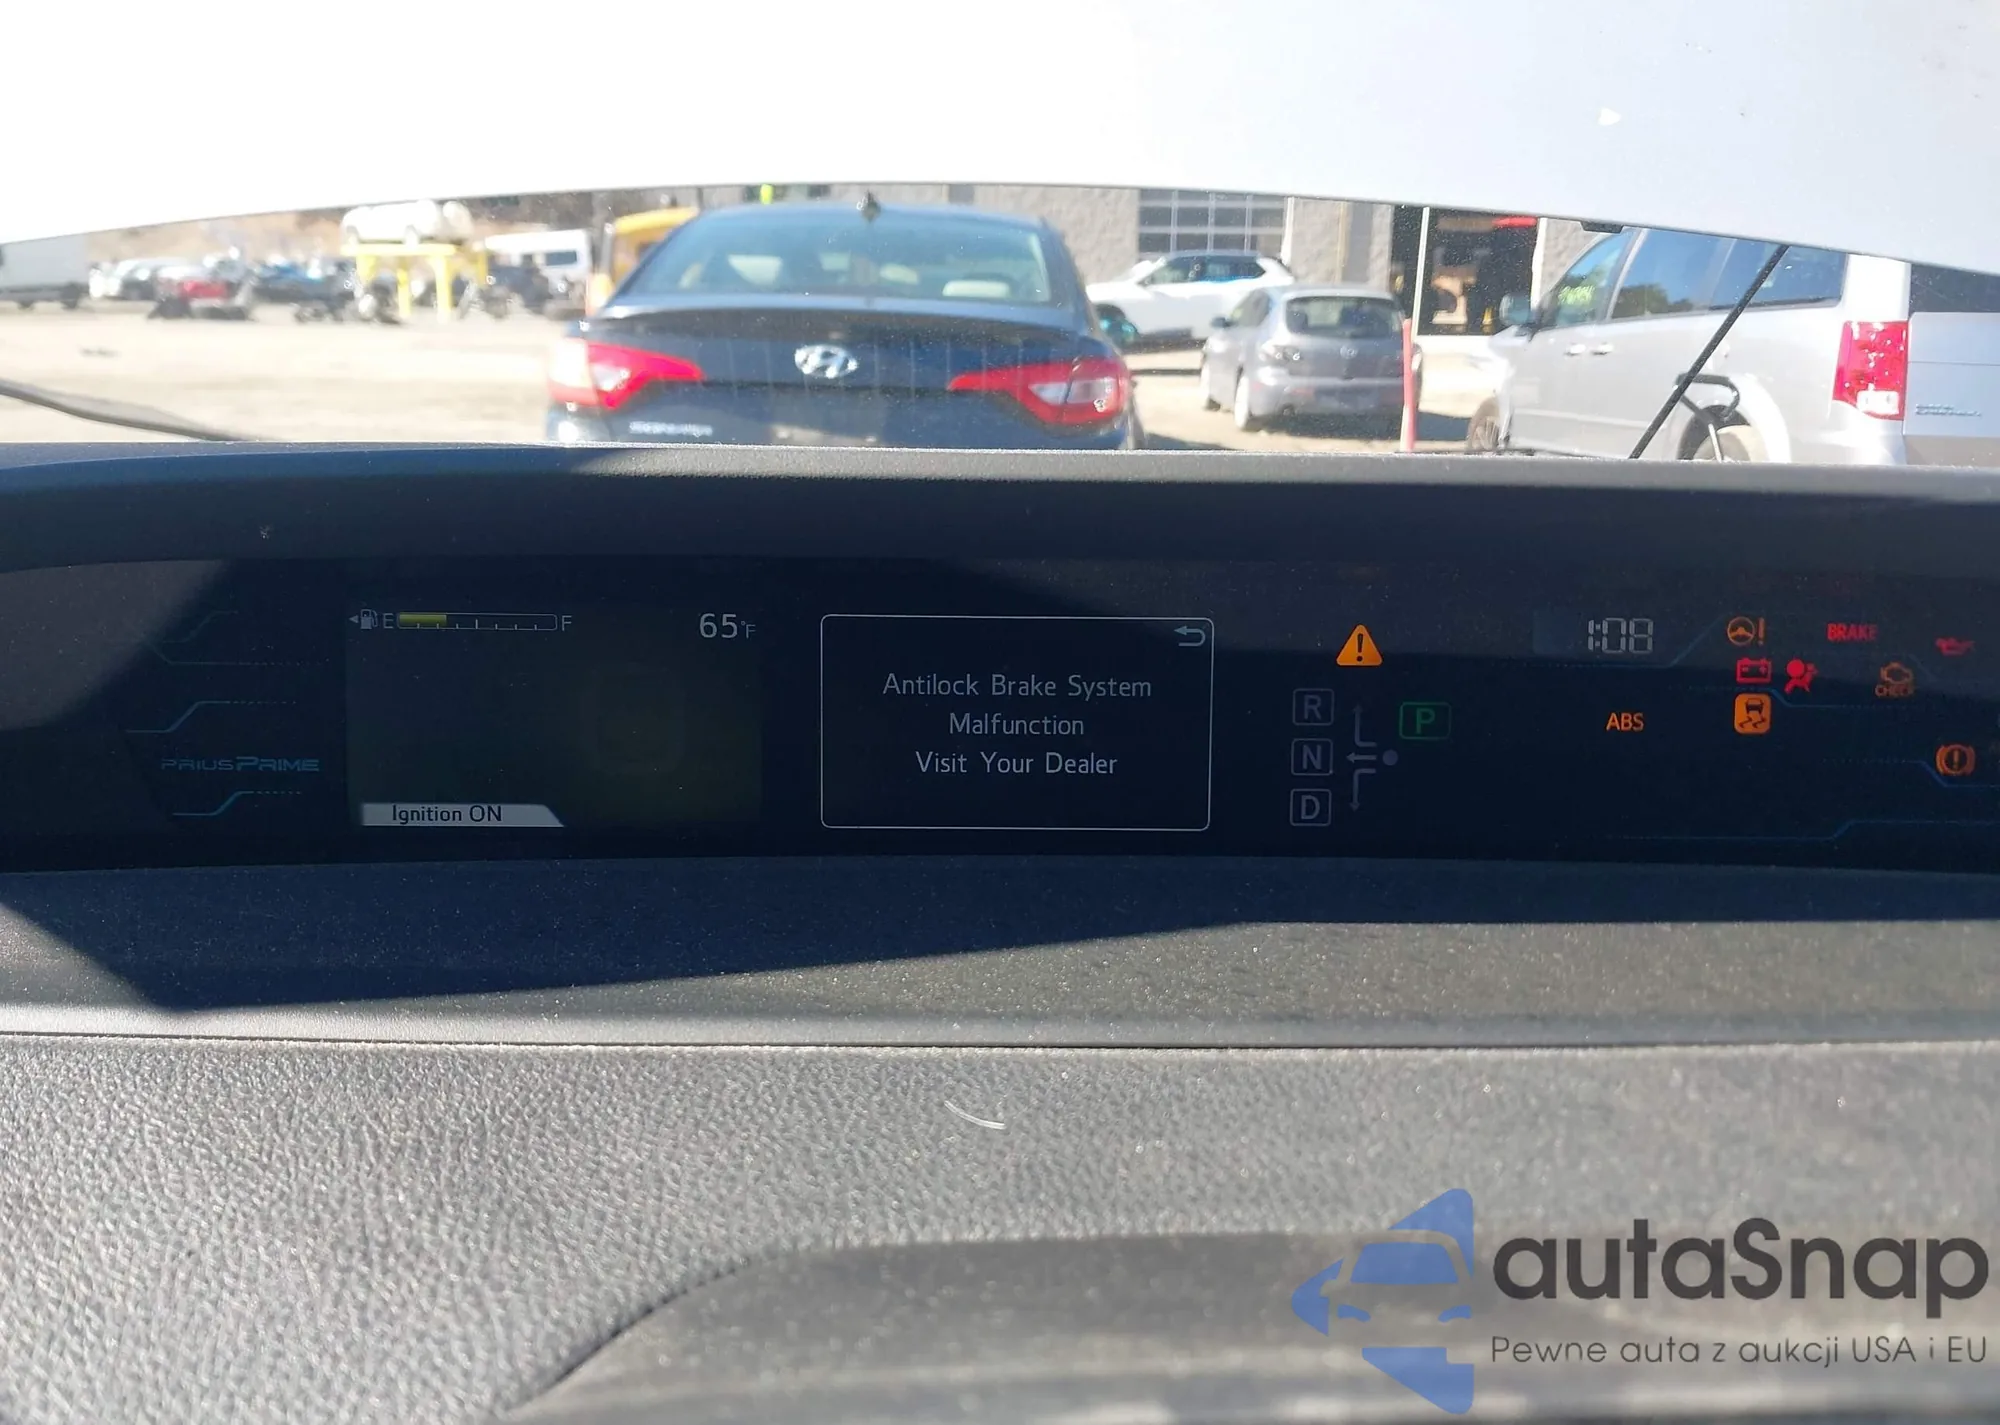 E F
65°F
1:08
BRAKE
Antilock Brake System
Malfunction
Visit Your Dealer
CHECK
R
P
ABS
N
PRIUS PRIME
D
Ignition ON
autaSnap
Pewne auta z aukcji USA i EU